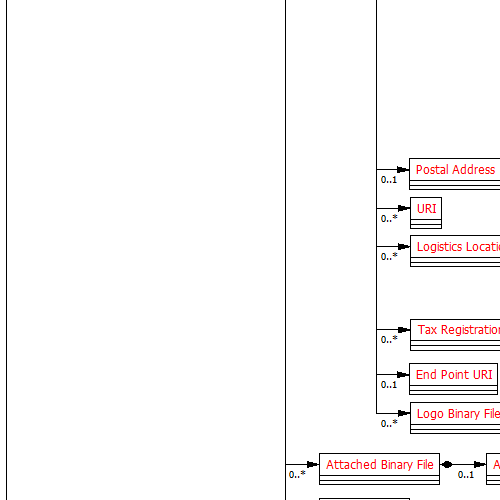 Postal Address
0..1
URI
0..*
Logistics Locati
0..*
Tax Registration
0..*
End Point URI
0..1
Logo Binary File
0..*
Attached Binary File
0..*
0..1
A